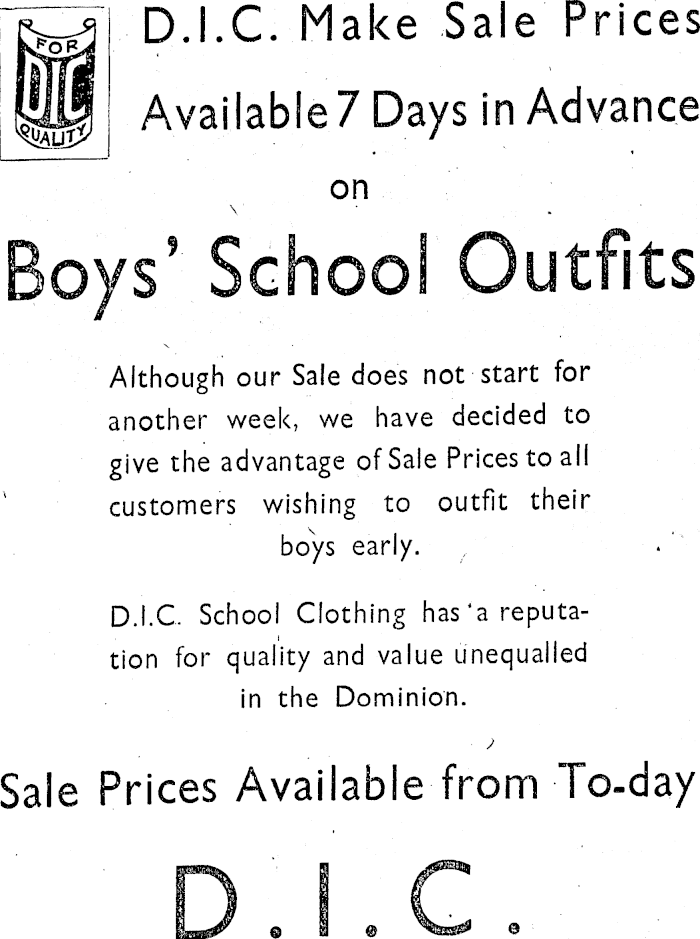 FOR
DIC
QUALITY
D.I.C. Make Sale Prices
Available 7 Days in Advance
on
Boys' School Outfits
Although our Sale does not start for
another week, we have decided to
give the advantage of Sale Prices to all
customers wishing to outfit their
boys early.
D.I.C. School Clothing has a reputa-
tion for quality and value unequalled
in the Dominion.
Sale Prices Available from To-day
D.I.C.